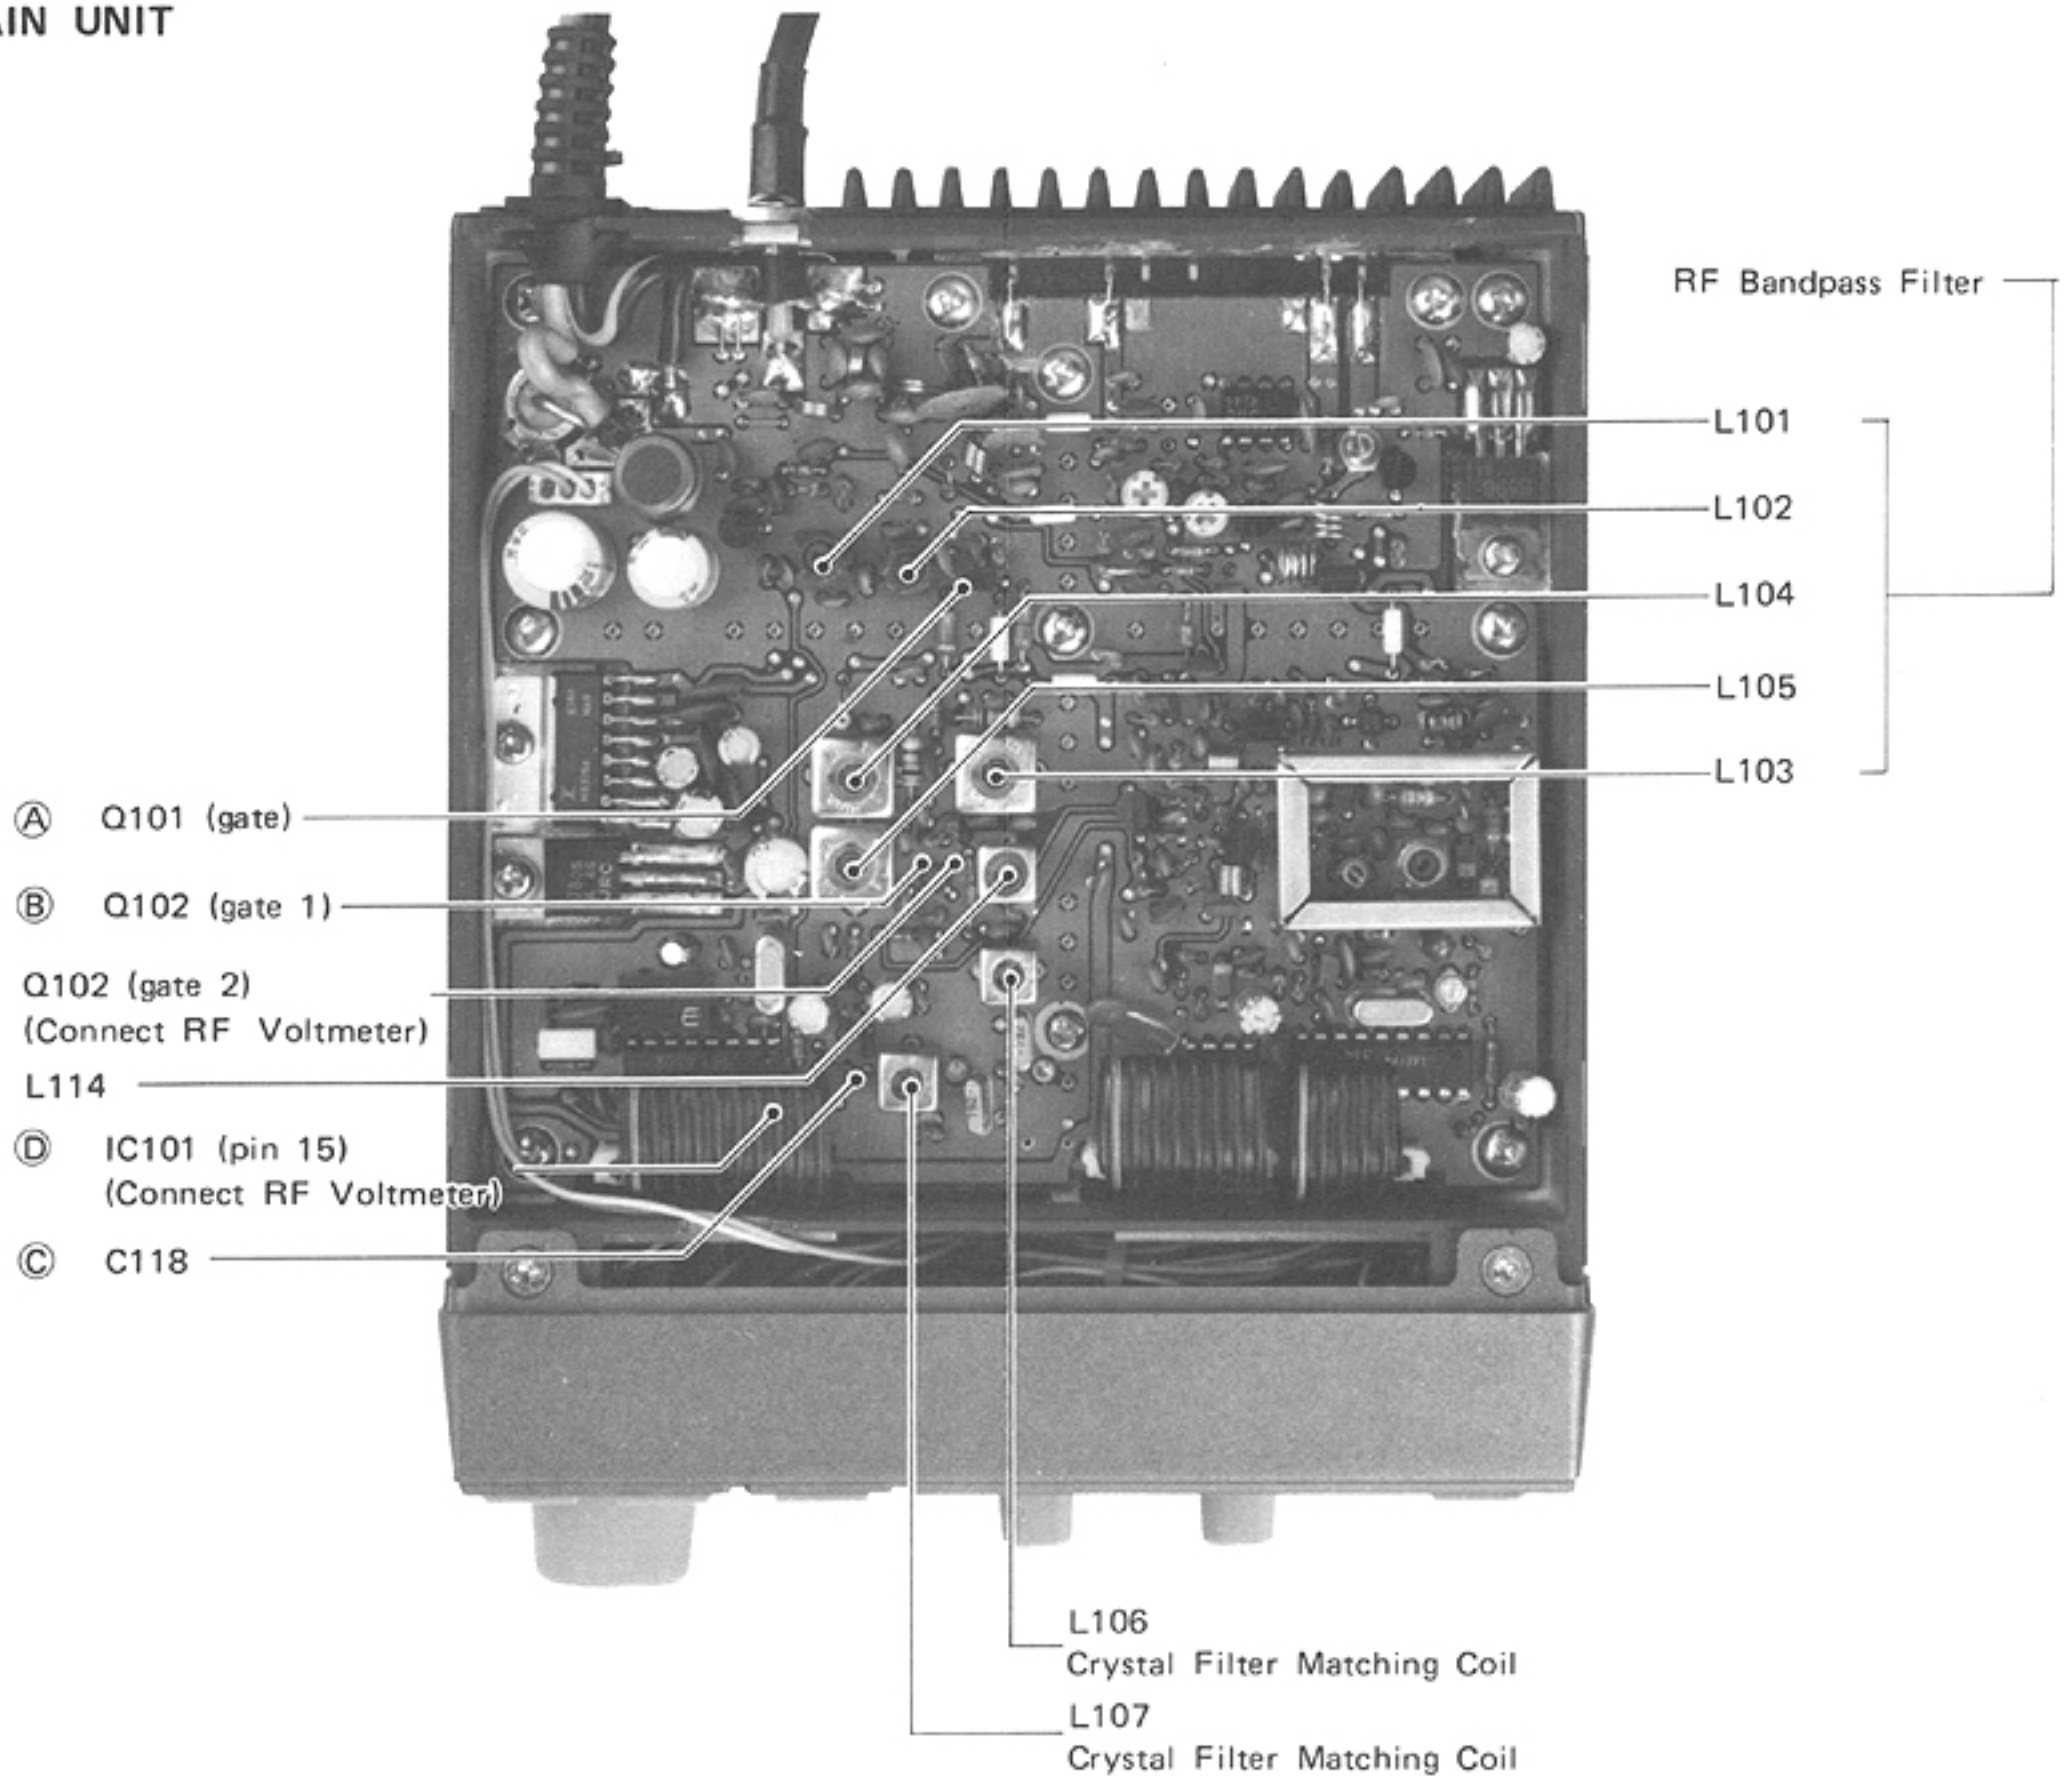 AIN UNIT
RF Bandpass Filter
L101
L102
L104
L105
L103
Ⓐ Q101 (gate)
Ⓑ Q102 (gate 1)
Q102 (gate 2)
(Connect RF Voltmeter)
L114
Ⓓ IC101 (pin 15)
(Connect RF Voltmeter)
Ⓒ C118
L106
Crystal Filter Matching Coil
L107
Crystal Filter Matching Coil